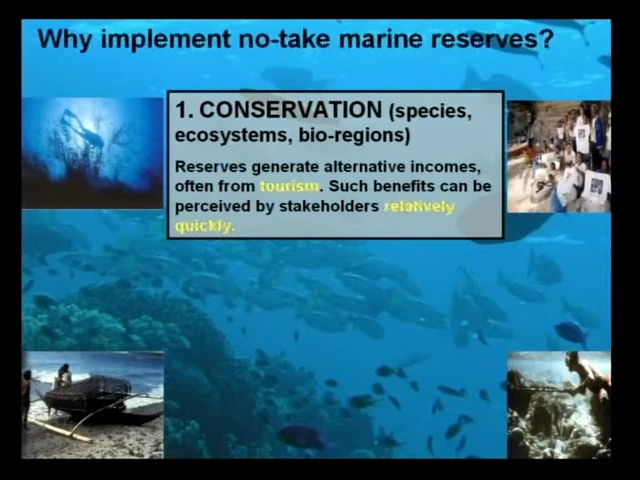 Why implement no-take marine reserves?
1. CONSERVATION (species,
ecosystems, bio-regions)
Reserves generate alternative incomes,
often from tourism. Such benefits can be
perceived by stakeholders relatively
quickly.